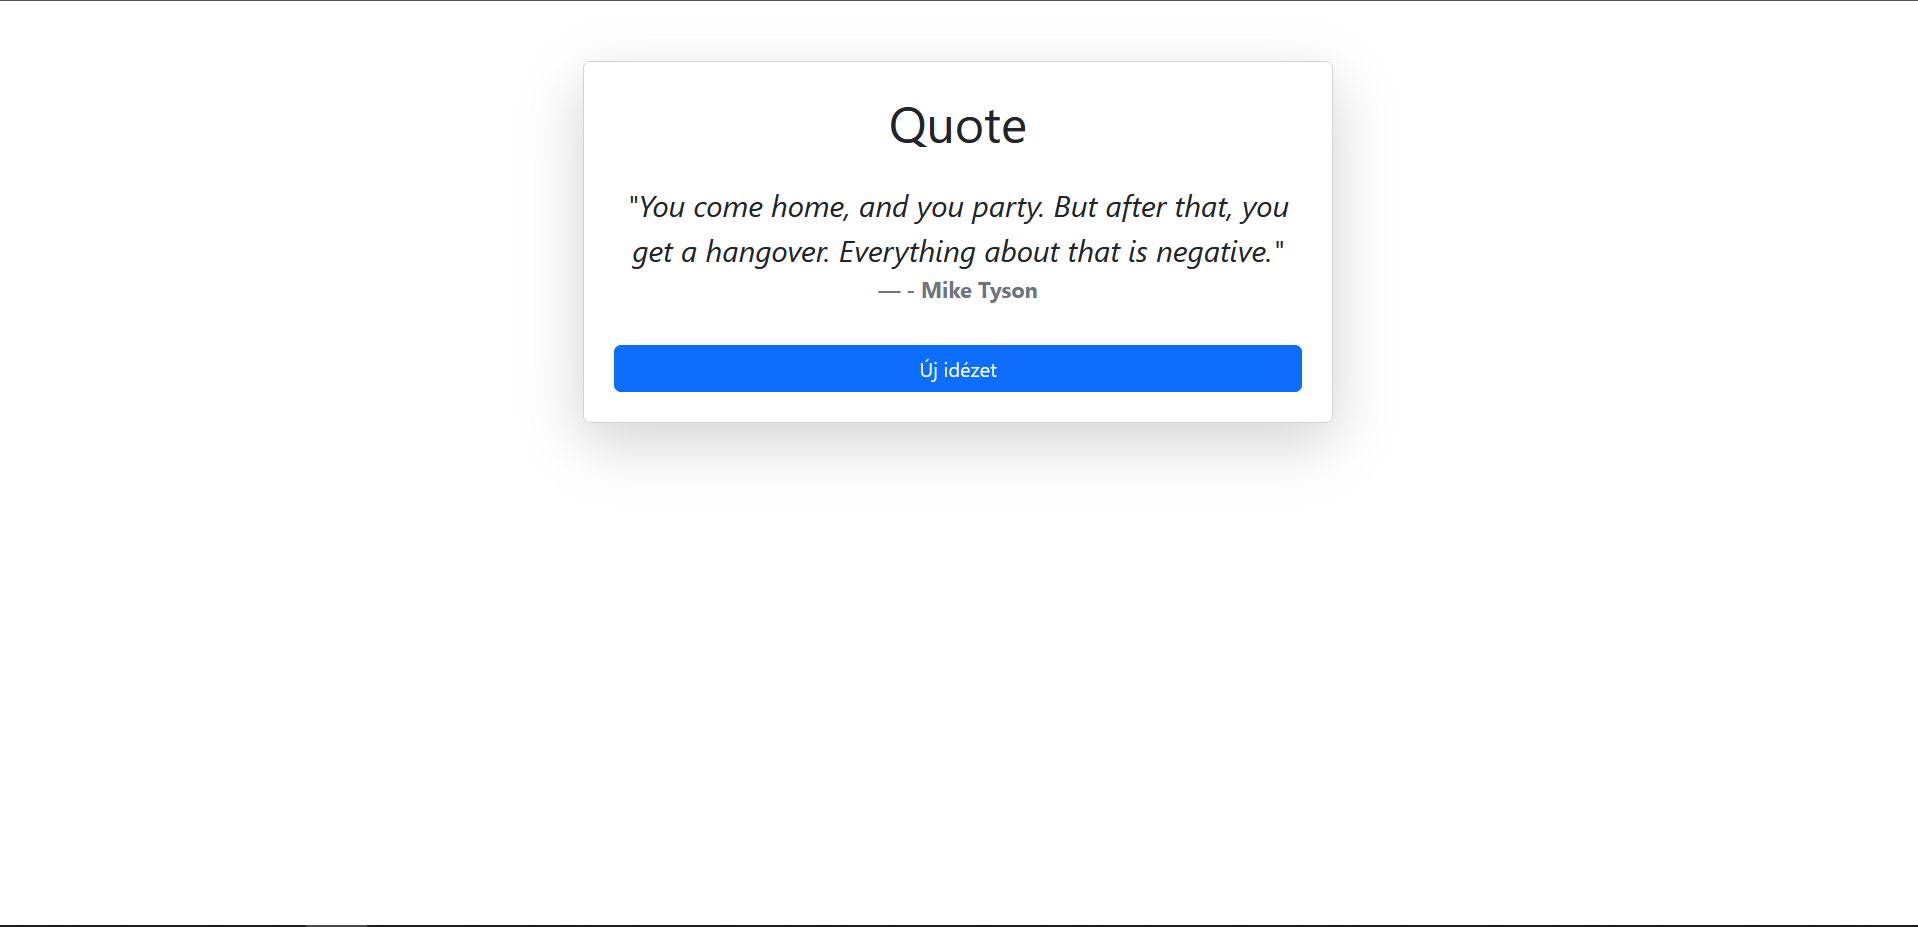 Quote
"You come home, and you party. But after that, you
get a hangover. Everything about that is negative."
— - Mike Tyson
Új idézet